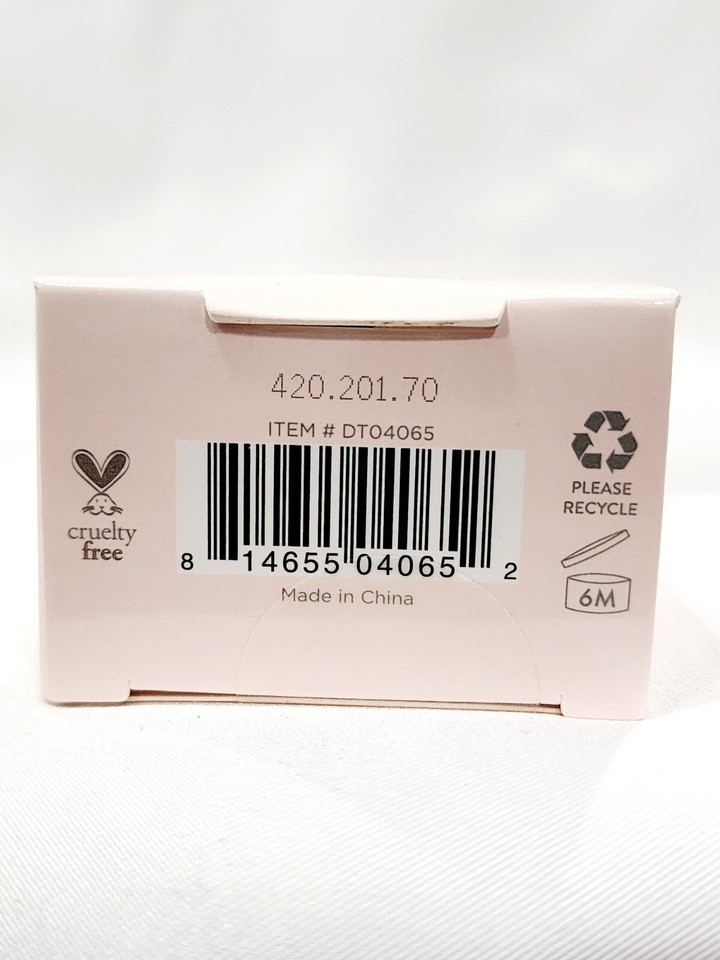 420.201.70
ITEM # DT04065
8 14655 04065 2
Made in China
cruelty
free
PLEASE
RECYCLE
6M